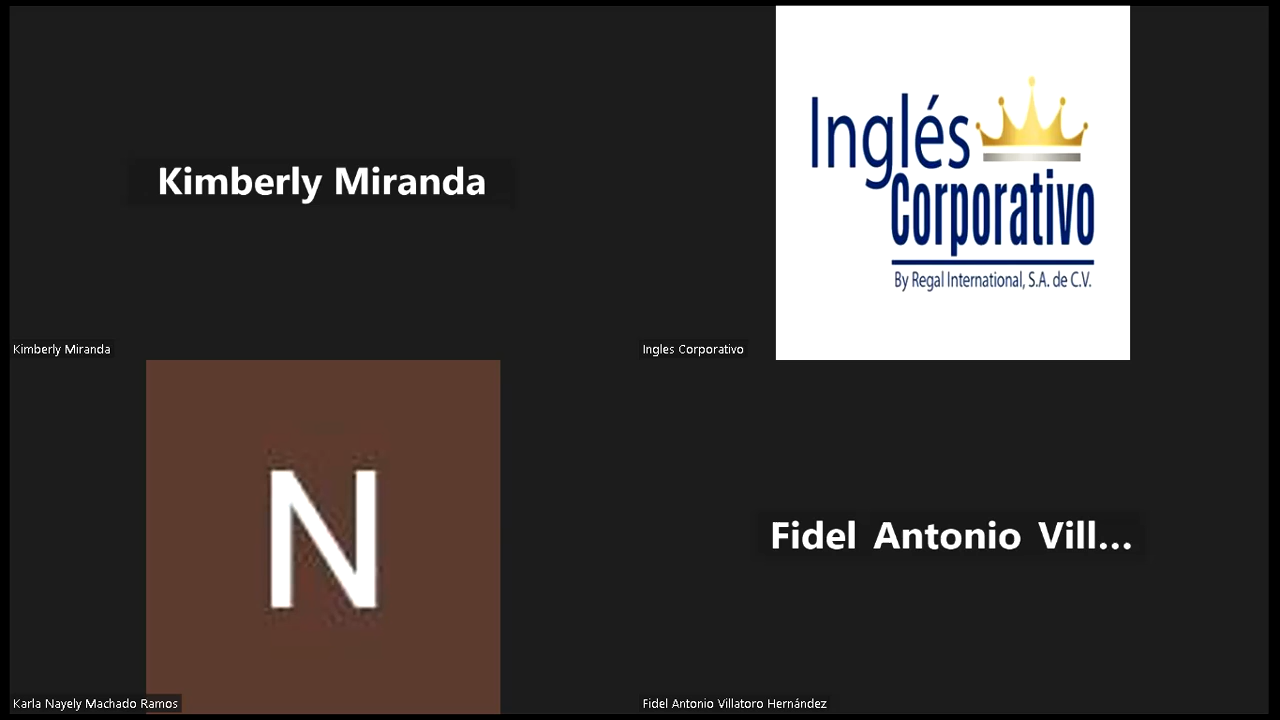 Kimberly Miranda
Kimberly Miranda
Inglés
Corporativo
By Regal International, S.A. de C.V.
Ingles Corporativo
N
Karla Nayely Machado Ramos
Fidel Antonio Vill...
Fidel Antonio Villatoro Hernández